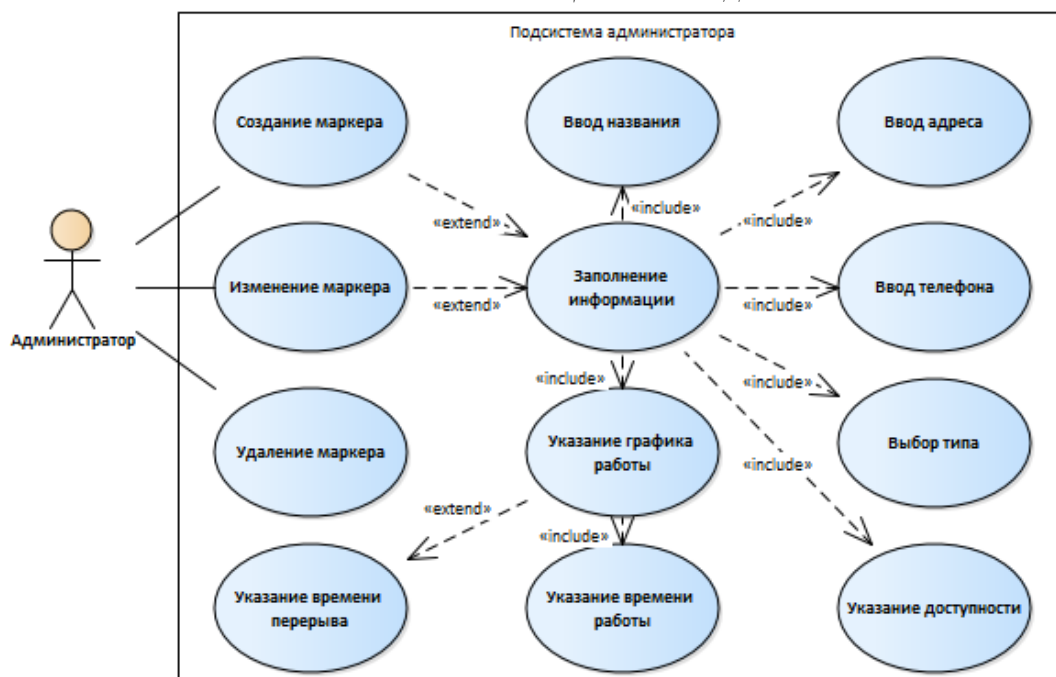 Подсистема администратора
Создание маркера
Ввод названия
Ввод адреса
«extend»
«include»
«include»
Изменение маркера
«extend»
Заполнение
информации
«include»
Ввод телефона
Администратор
«include»
«include»
Удаление маркера
Указание графика
работы
«include»
Выбор типа
«extend»
«include»
Указание времени
перерыва
Указание времени
работы
Указание доступности